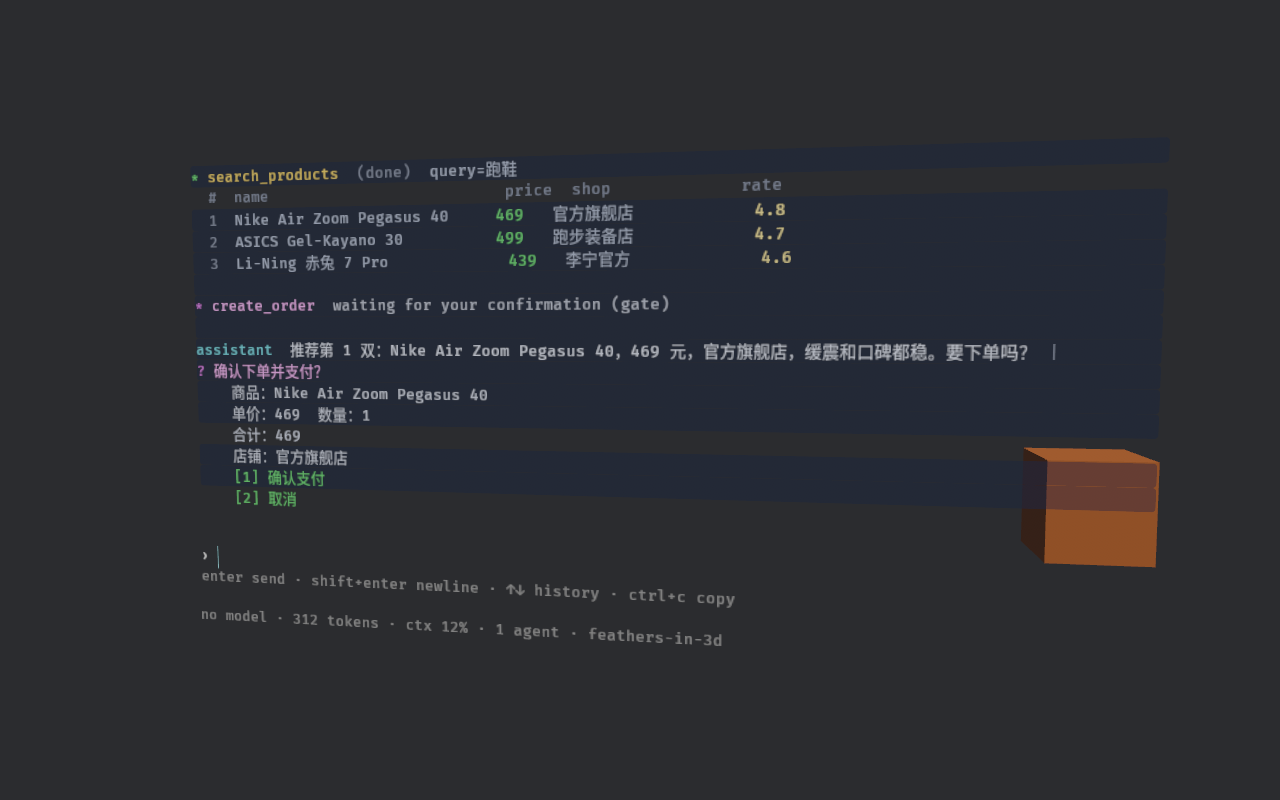 * search_products (done) query=跑鞋
# name price shop rate
1 Nike Air Zoom Pegasus 40 469 官方旗舰店 4.8
2 ASICS Gel-Kayano 30 499 跑步装备店 4.7
3 Li-Ning 赤兔 7 Pro 439 李宁官方 4.6
* create_order waiting for your confirmation (gate)
assistant 推荐第 1 双: Nike Air Zoom Pegasus 40, 469 元, 官方旗舰店, 缓震和口碑都稳。要下单吗?
? 确认下单并支付?
商品: Nike Air Zoom Pegasus 40
单价: 469 数量: 1
合计: 469
店铺: 官方旗舰店
[1] 确认支付
[2] 取消
›
enter send · shift+enter newline · ↑↓ history · ctrl+c copy
no model · 312 tokens · ctx 12% · 1 agent · feathers-in-3d